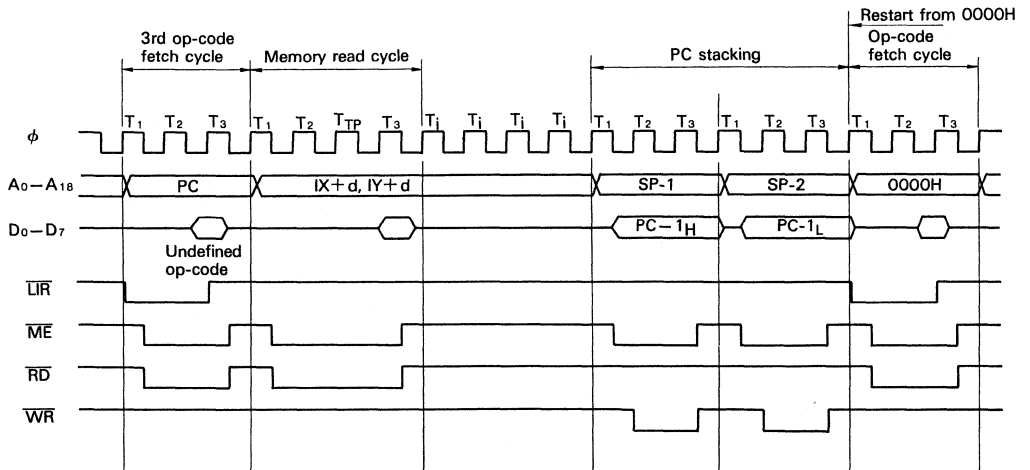 Restart from 0000H
3rd op-code
fetch cycle
Memory read cycle
PC stacking
Op-code
fetch cycle
φ
T1 T2 T3 T1 T2 TTP T3 Ti Ti Ti Ti T1 T2 T3 T1 T2 T3 T1 T2 T3
A0−A18
PC
IX+d, IY+d
SP-1
SP-2
0000H
D0−D7
Undefined
op-code
PC−1H
PC-1L
LIR
ME
RD
WR